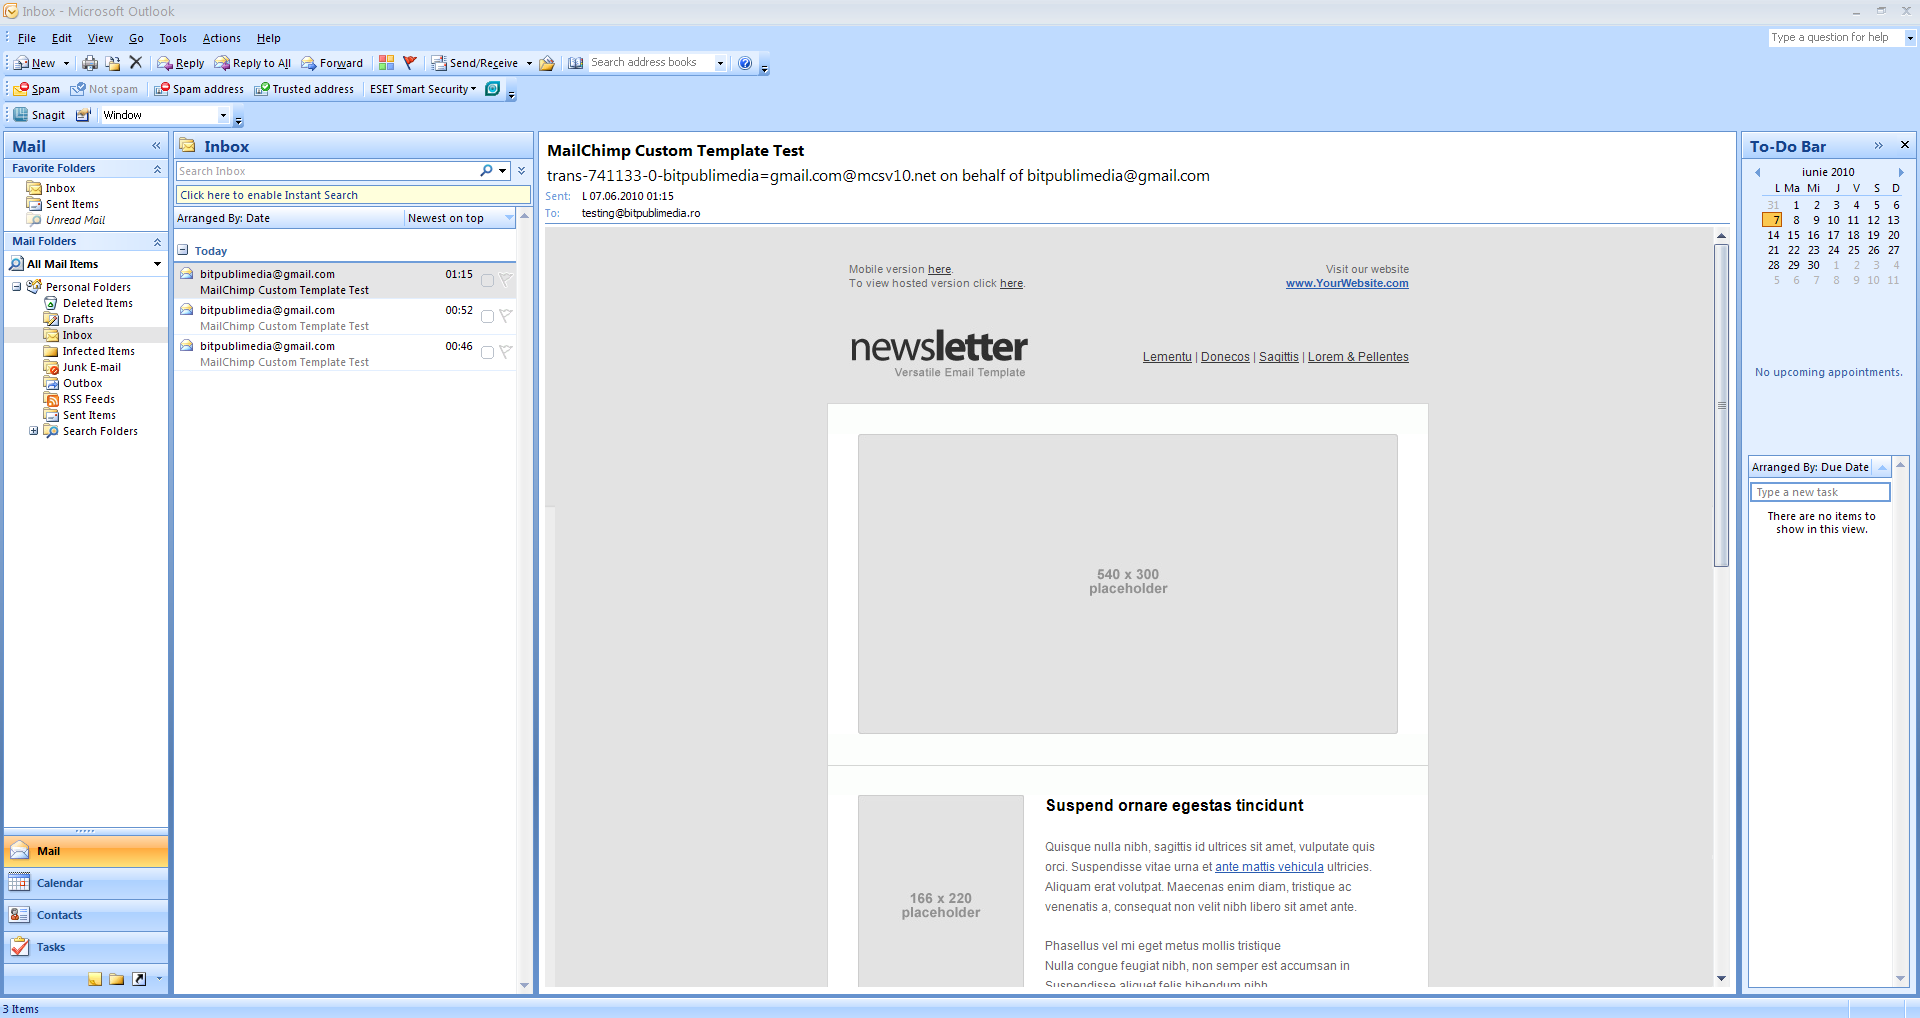 Inbox - Microsoft Outlook
File Edit View Go Tools Actions Help
Type a question for help
New Reply Reply to All Forward Send/Receive Search address books
Spam Not spam Spam address Trusted address ESET Smart Security
Snagit Window
Mail
Favorite Folders
Inbox
Sent Items
Unread Mail
Mail Folders
All Mail Items
Personal Folders
Deleted Items
Drafts
Inbox
Infected Items
Junk E-mail
Outbox
RSS Feeds
Sent Items
Search Folders
Mail
Calendar
Contacts
Tasks
3 Items
Inbox
Search Inbox
Click here to enable Instant Search
Arranged By: Date Newest on top
Today
bitpublimedia@gmail.com 01:15
MailChimp Custom Template Test
bitpublimedia@gmail.com 00:52
MailChimp Custom Template Test
bitpublimedia@gmail.com 00:46
MailChimp Custom Template Test
MailChimp Custom Template Test
trans-741133-0-bitpublimedia=gmail.com@mcsv10.net on behalf of bitpublimedia@gmail.com
Sent: L 07.06.2010 01:15
To: testing@bitpublimedia.ro
Mobile version here.
To view hosted version click here.
Visit our website
www.YourWebsite.com
newsletter
Versatile Email Template
Lementu | Donecos | Sagittis | Lorem & Pellentes
540 x 300
placeholder
166 x 220
placeholder
Suspend ornare egestas tincidunt
Quisque nulla nibh, sagittis id ultrices sit amet, vulputate quis
orci. Suspendisse vitae urna et ante mattis vehicula ultricies.
Aliquam erat volutpat. Maecenas enim diam, tristique ac
venenatis a, consequat non velit nibh libero sit amet ante.
Phasellus vel mi eget metus mollis tristique
Nulla congue feugiat nibh, non semper est accumsan in
Suspendisse aliquet felis bibendum nibh
To-Do Bar
iunie 2010
L Ma Mi J V S D
31 1 2 3 4 5 6
7 8 9 10 11 12 13
14 15 16 17 18 19 20
21 22 23 24 25 26 27
28 29 30 1 2 3 4
5 6 7 8 9 10 11
No upcoming appointments.
Arranged By: Due Date
Type a new task
There are no items to
show in this view.